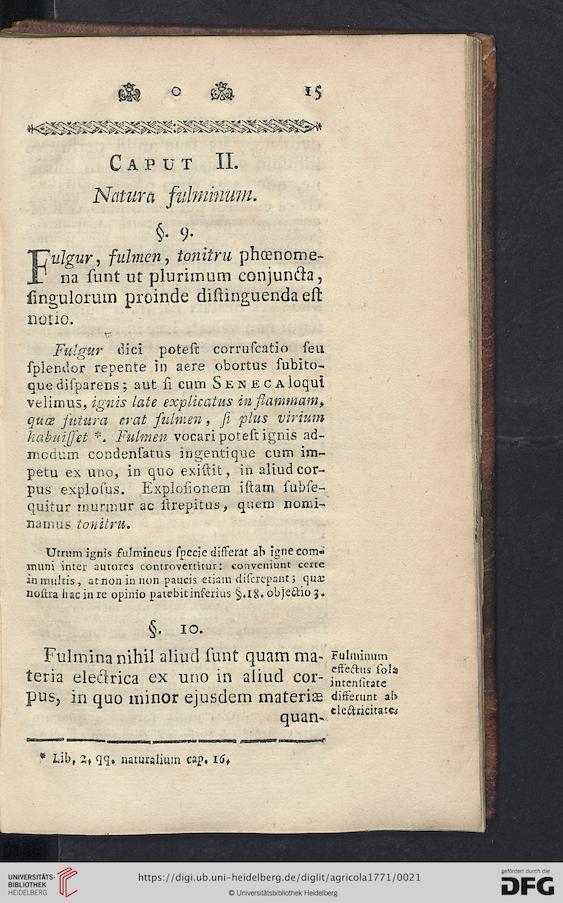 15
CAPUT II.
Natura fulminum.
§. 9.
Fulgur, fulmen, tonitru phœnome-
na ſunt ut plurimum conjuncta,
ſingulorum proinde diſtinguenda eſt
notio.
Fulgur dici poteſt corruſcatio ſeu
ſplendor repente in aere obortus ſubito-
que diſparens; aut ſi cum SENECA loqui
velimus, ignis late explicatus in flammam,
quæ futura erat fulmen, ſi plus virium
habuiſſet *. Fulmen vocari poteſt ignis ad-
modum condenſatus ingentique cum im-
petu ex uno, in quo exiſtit, in aliud cor-
pus exploſus. Exploſionem iſtam ſubſe-
quitur murmur ac ſtrepitus, quem nomi-
namus tonitru.
Utrum ignis fulmineus ſpecie differat ab igne com-
muni inter autores controvertitur: conveniunt certe
in multis, at non in non paucis etiam diſcrepant; quæ
noſtra hac in re opinio patebit inferius §.18. objectio 3.
§. 10.
Fulmina nihil aliud ſunt quam ma-
teria electrica ex uno in aliud cor-
pus, in quo minor ejusdem materiæ
quan-
Fulminum
effectus ſola
intenſitate
differunt ab
electricitate
* Lib, 2, qq. naturalium cap. 16,
UNIVERSITÄTS-
BIBLIOTHEK
HEIDELBERG
https://digi.ub.uni-heidelberg.de/diglit/agricola1771/0021
© Universitätsbibliothek Heidelberg
gefördert durch die
DFG